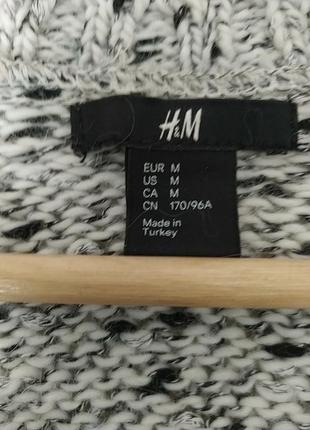 H&M
EUR M
US M
CA M
CN 170/96A
Made in
Turkey